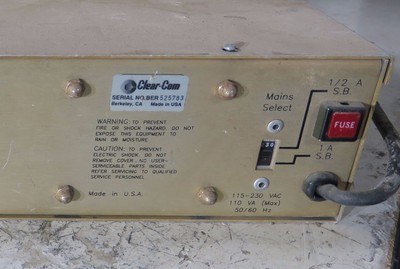 Clear-Com
SERIAL NO.BER 525783
Berkeley, CA Made in USA
WARNING: TO PREVENT
FIRE OR SHOCK HAZARD DO NOT
EXPOSE THIS EQUIPMENT TO
RAIN OR MOISTURE
CAUTION: TO PREVENT
ELECTRIC SHOCK, DO NOT
REMOVE COVER. NO USER-
SERVICEABLE PARTS INSIDE
REFER SERVICING TO QUALIFIED
SERVICE PERSONNEL
Made in U.S.A.
Mains
Select
1/2 A
S.B.
FUSE
30
1 A
S.B.
115-230 VAC
110 VA (Max)
50/60 Hz